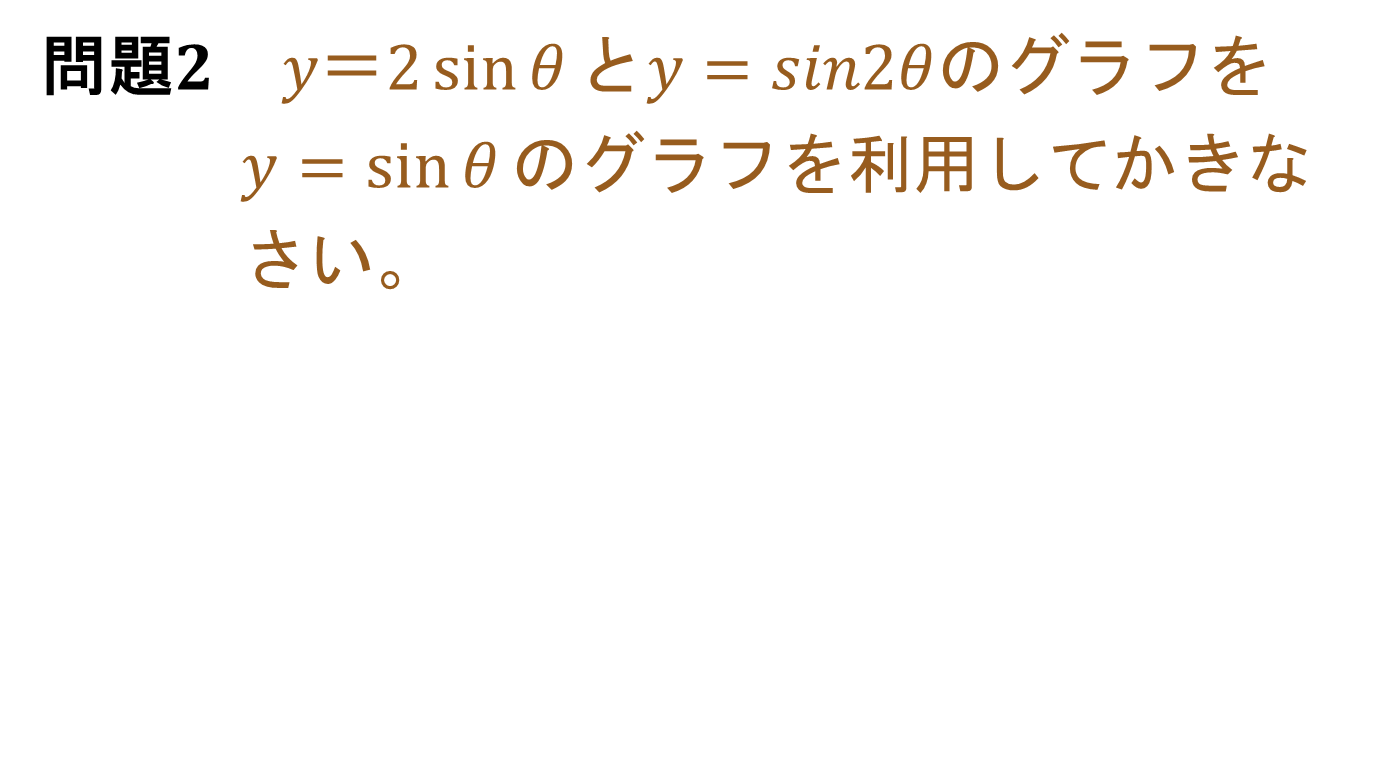 問題2　y＝2 sin θ とy = sin2θのグラフを
y = sin θ のグラフを利用してかきな
さい。